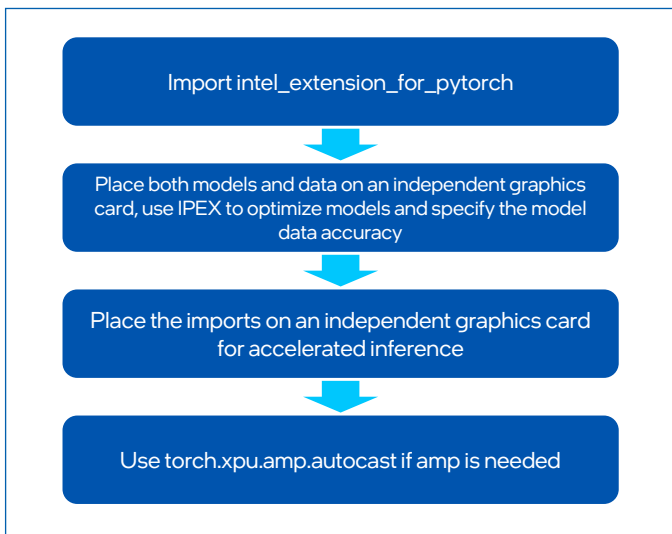 Import intel_extension_for_pytorch
Place both models and data on an independent graphics
card, use IPEX to optimize models and specify the model
data accuracy
Place the imports on an independent graphics card
for accelerated inference
Use torch.xpu.amp.autocast if amp is needed